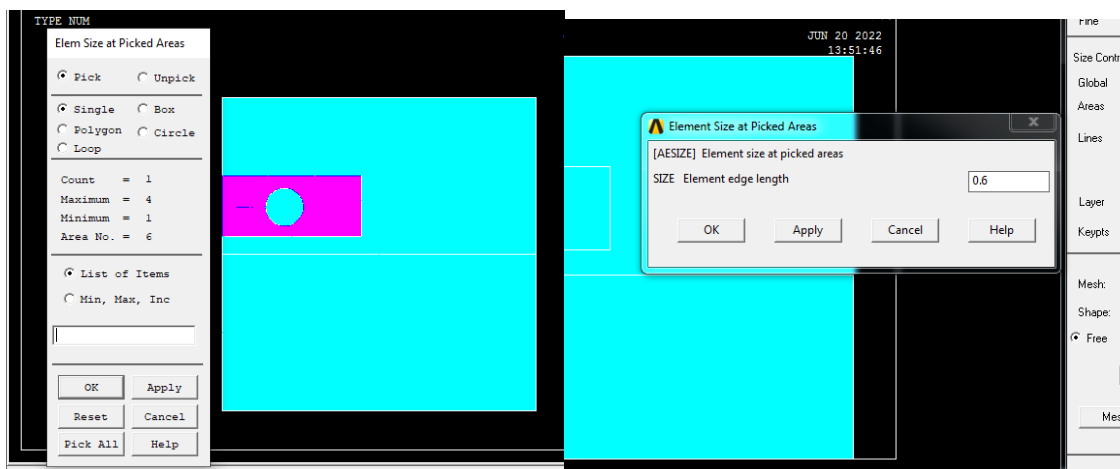 TYPE NUM
Elem Size at Picked Areas
Pick Unpick
Single Box
Polygon Circle
Loop
Count = 1
Maximum = 4
Minimum = 1
Area No. = 6
List of Items
Min, Max, Inc
OK Apply
Reset Cancel
Pick All Help
JUN 20 2022
13:51:46
Element Size at Picked Areas
[AESIZE] Element size at picked areas
SIZE Element edge length 0.6
OK Apply Cancel Help
Fine
Size Contr
Global
Areas
Lines
Layer
Keypts
Mesh:
Shape:
Free
Mes